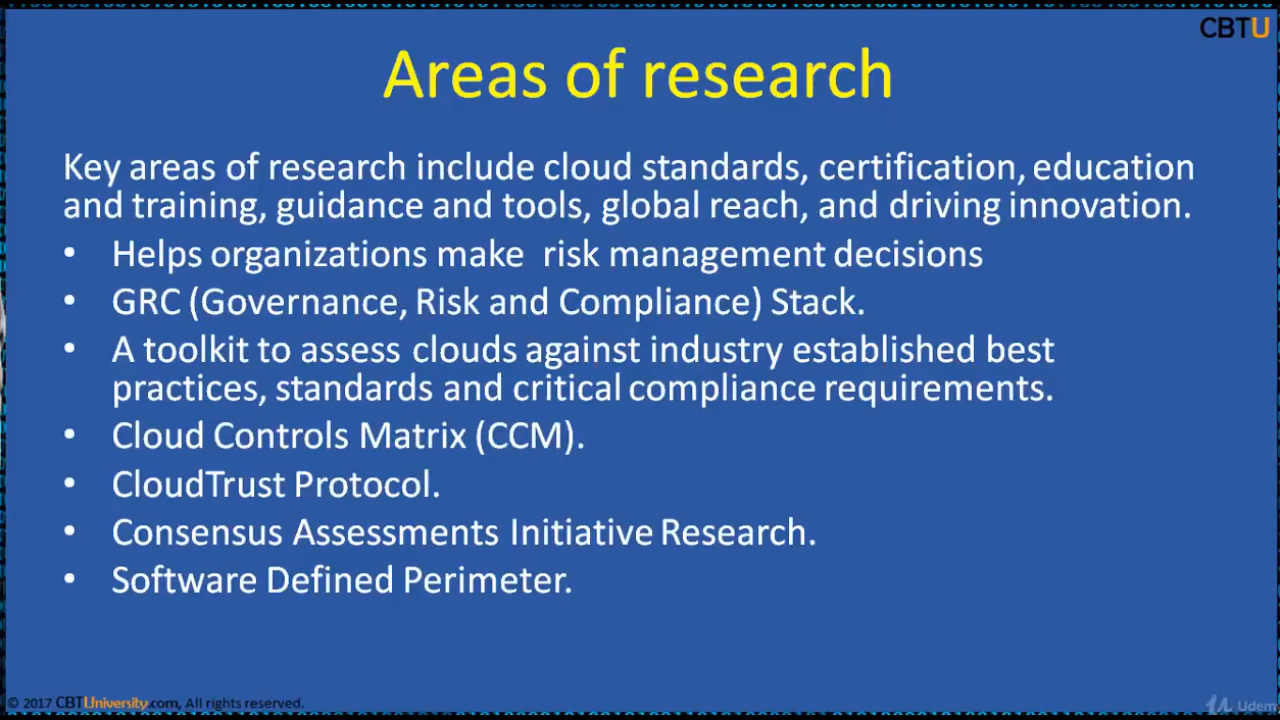 CBTU
Areas of research
Key areas of research include cloud standards, certification, education
and training, guidance and tools, global reach, and driving innovation.
• Helps organizations make  risk management decisions
• GRC (Governance, Risk and Compliance) Stack.
• A toolkit to assess clouds against industry established best
practices, standards and critical compliance requirements.
• Cloud Controls Matrix (CCM).
• CloudTrust Protocol.
• Consensus Assessments Initiative Research.
• Software Defined Perimeter.
© 2017 CBTUniversity.com, All rights reserved.
Udem